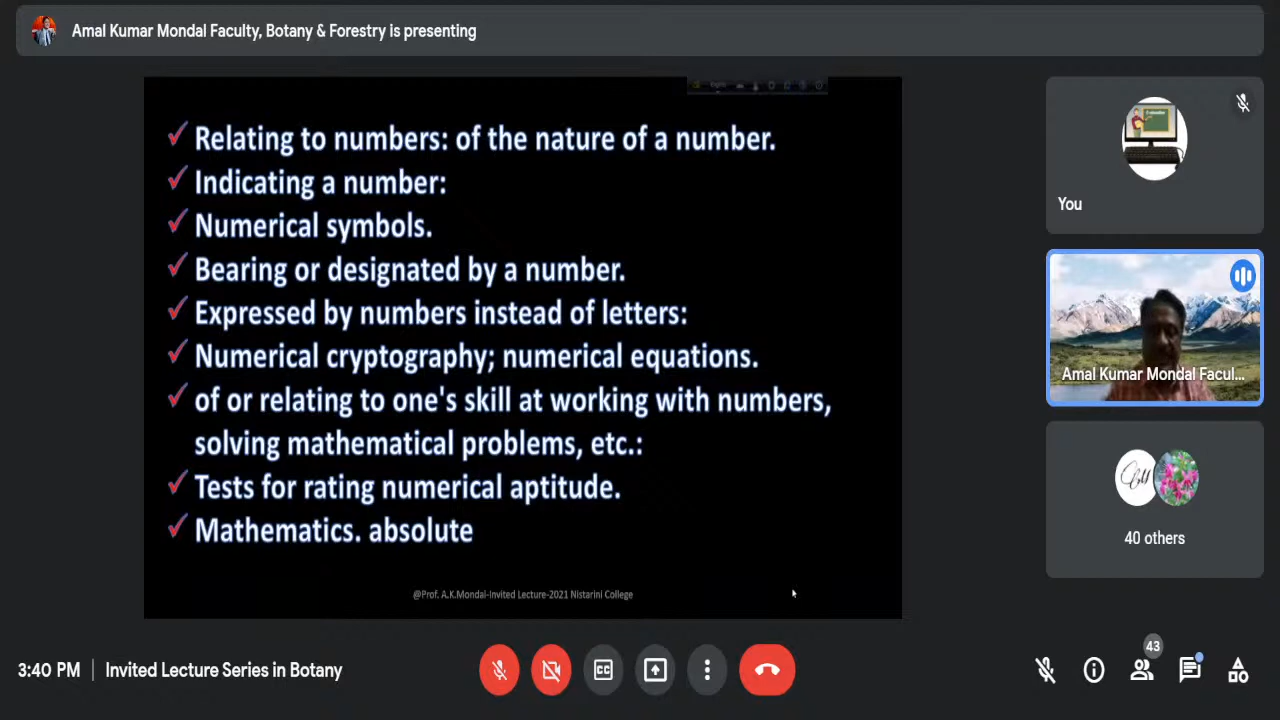 Amal Kumar Mondal Faculty, Botany & Forestry is presenting
✓ Relating to numbers: of the nature of a number.
✓ Indicating a number:
✓ Numerical symbols.
✓ Bearing or designated by a number.
✓ Expressed by numbers instead of letters:
✓ Numerical cryptography; numerical equations.
✓ of or relating to one's skill at working with numbers,
solving mathematical problems, etc.:
✓ Tests for rating numerical aptitude.
✓ Mathematics. absolute
@Prof. A.K.Mondal-Invited Lecture-2021 Nistarini College
You
Amal Kumar Mondal Facul...
40 others
3:40 PM | Invited Lecture Series in Botany
CC
43